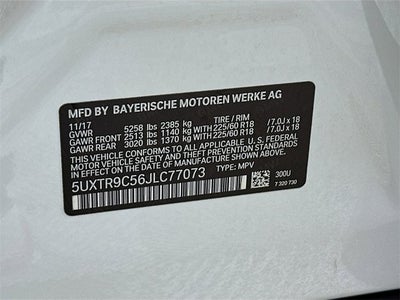 MFD BY BAYERISCHE MOTOREN WERKE AG
11/17 TIRE / RIM
GVWR 5258 lbs 2385 kg
GAWR FRONT 2513 lbs 1140 kg WITH 225/60 R18 /7.0J x 18
GAWR REAR 3020 lbs 1370 kg WITH 225/60 R18 /7.0J x 18
THIS VEHICLE CONFORMS TO ALL APPLICABLE U.S. FEDERAL
MOTOR VEHICLE SAFETY STANDARDS IN
EFFECT ON THE DATE OF MANUFACTURE SHOWN ABOVE.
5UXTR9C56JLC77073 TYPE: MPV
300U
7 320 730